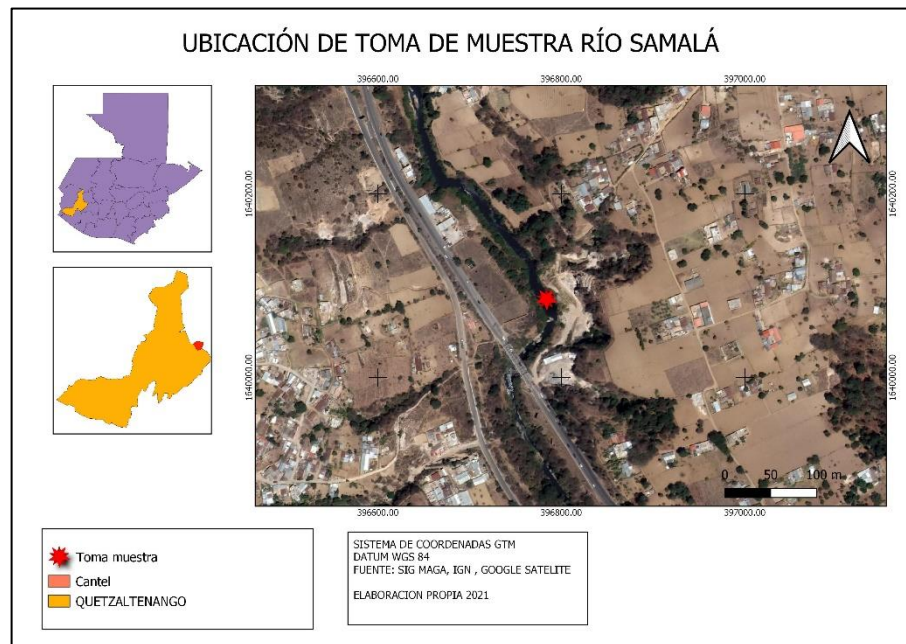 UBICACIÓN DE TOMA DE MUESTRA RÍO SAMALÁ
396600.00 396800.00 397000.00
1640200.00 1640200.00
1640000.00 1640000.00
0 50 100 m
396600.00 396800.00 397000.00
Toma muestra
Cantel
QUETZALTENANGO
SISTEMA DE COORDENADAS GTM
DATUM WGS 84
FUENTE: SIG MAGA, IGN , GOOGLE SATELITE
ELABORACION PROPIA 2021